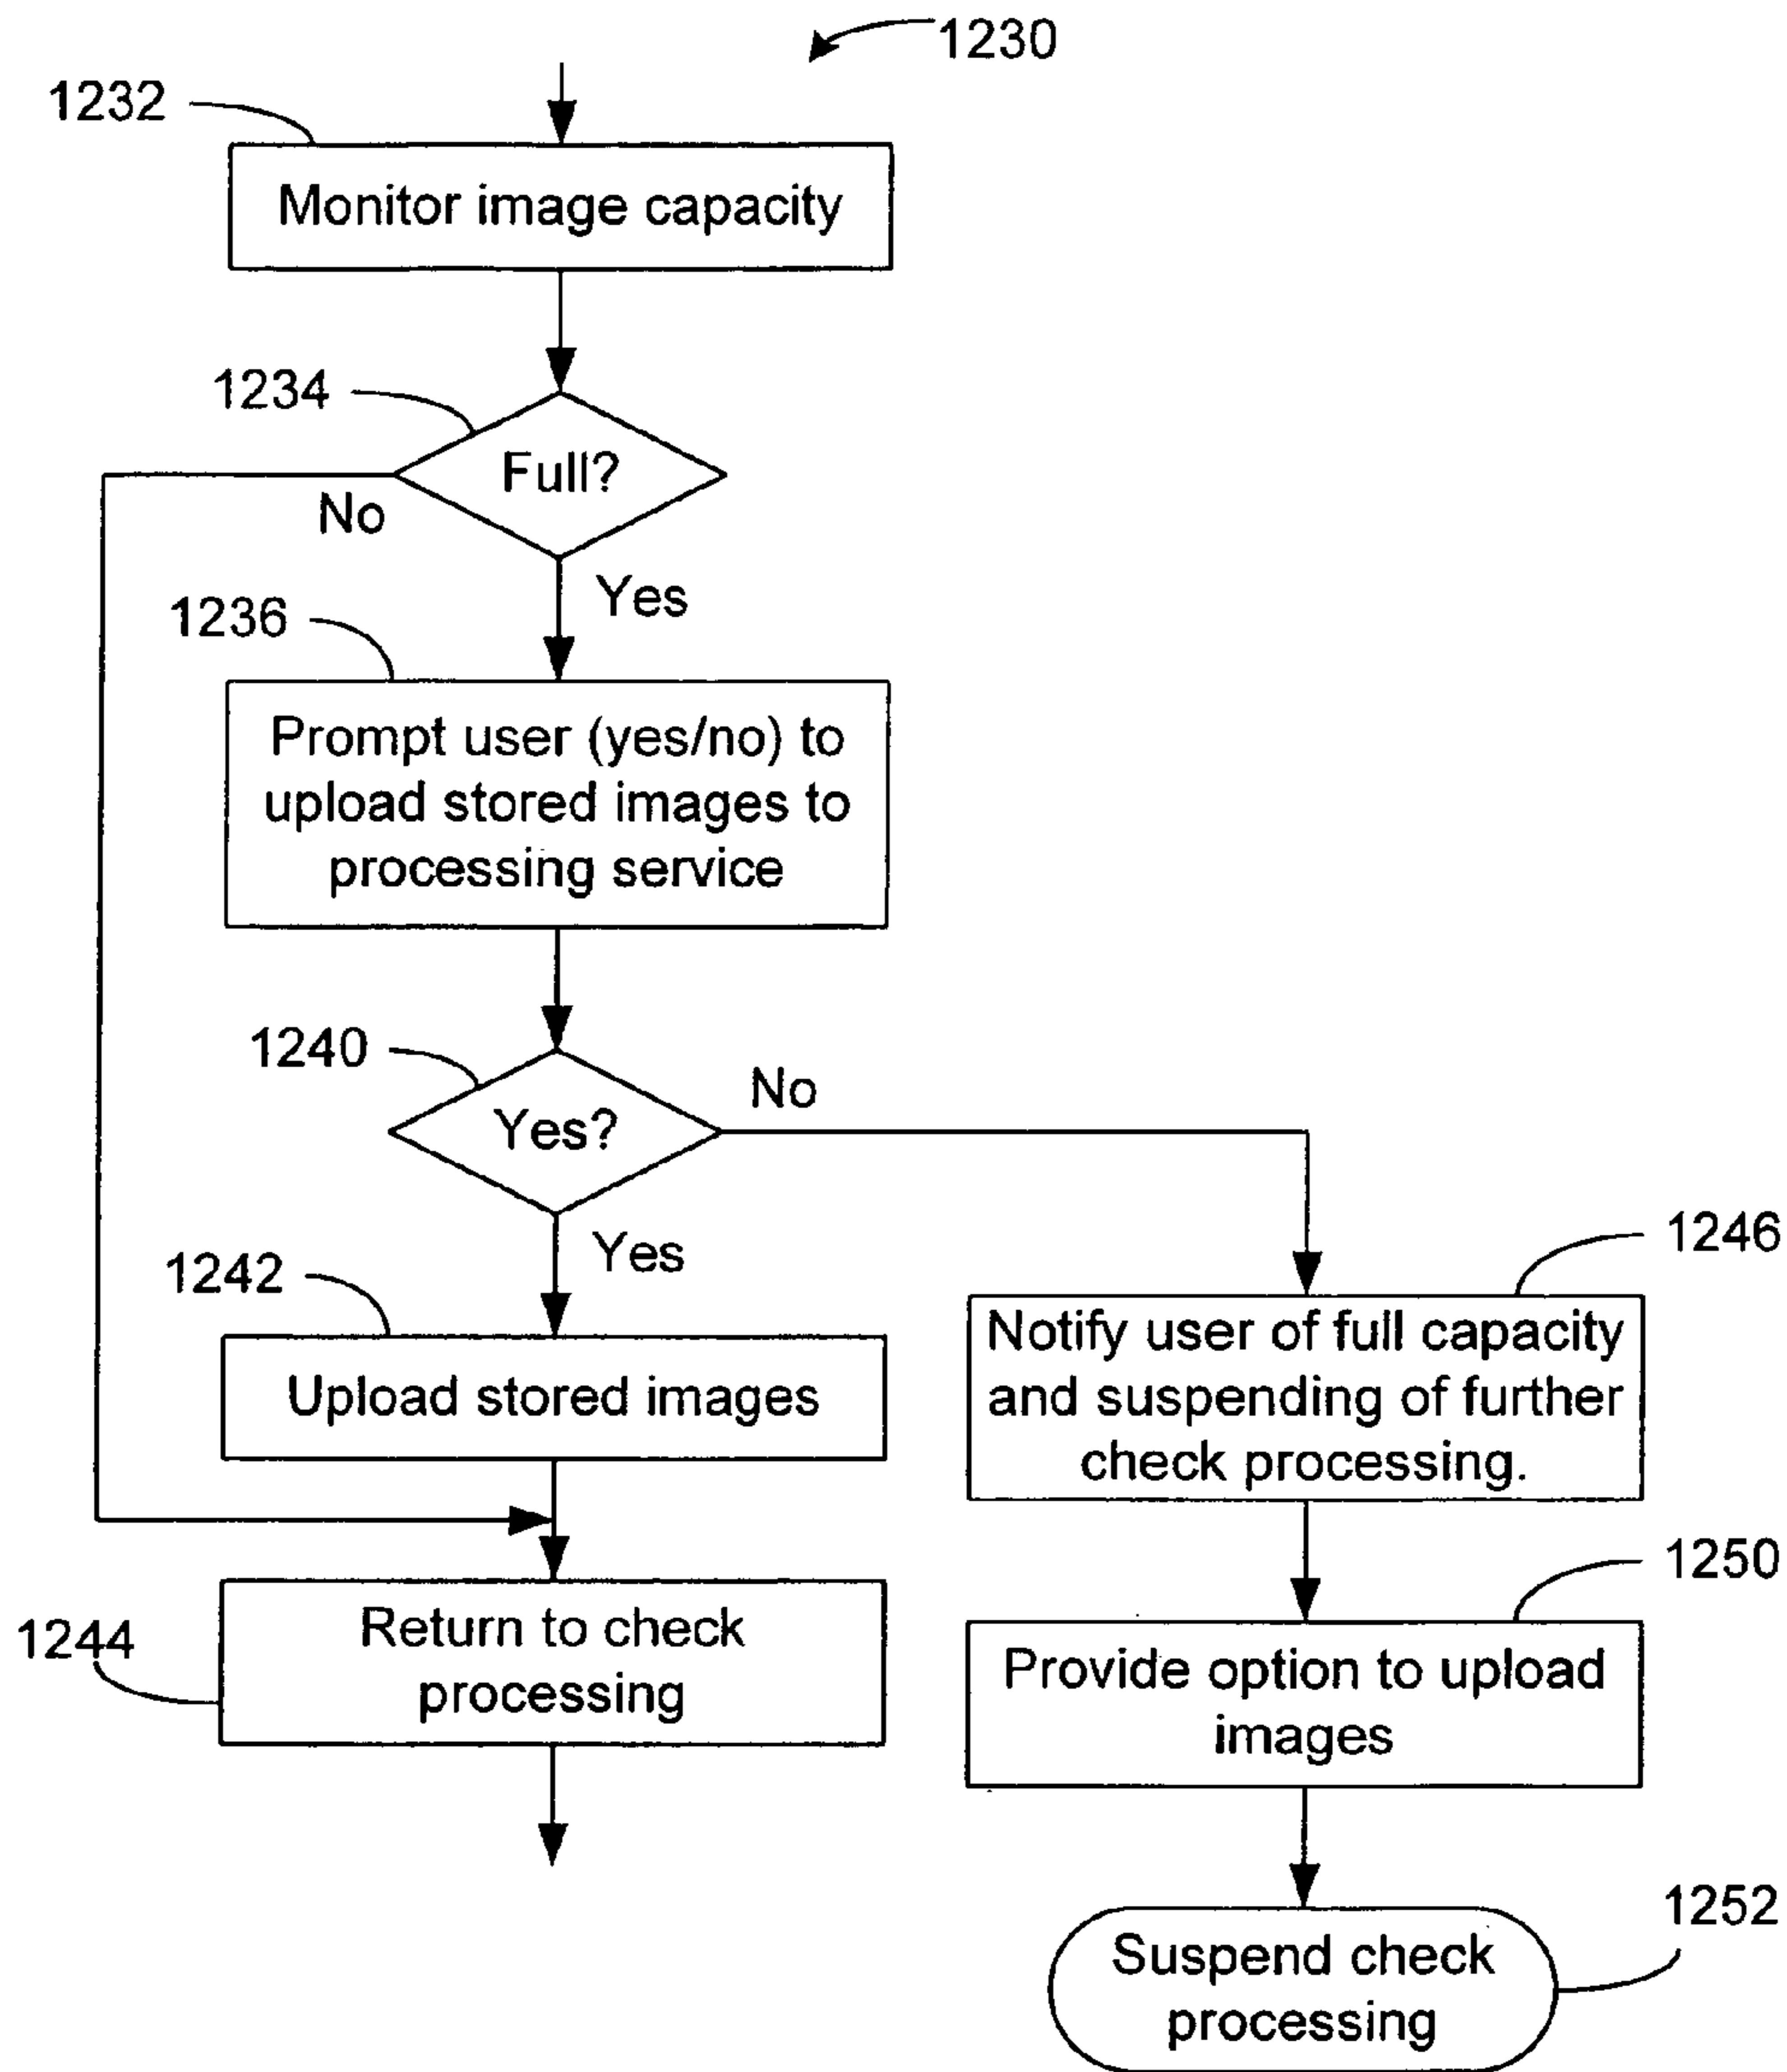 1230
1232
Monitor image capacity
1234
Full?
No
Yes
1236
Prompt user (yes/no) to
upload stored images to
processing service
1240
Yes?
No
Yes
1242
Upload stored images
1246
Notify user of full capacity
and suspending of further
check processing.
1244
Return to check
processing
1250
Provide option to upload
images
1252
Suspend check
processing